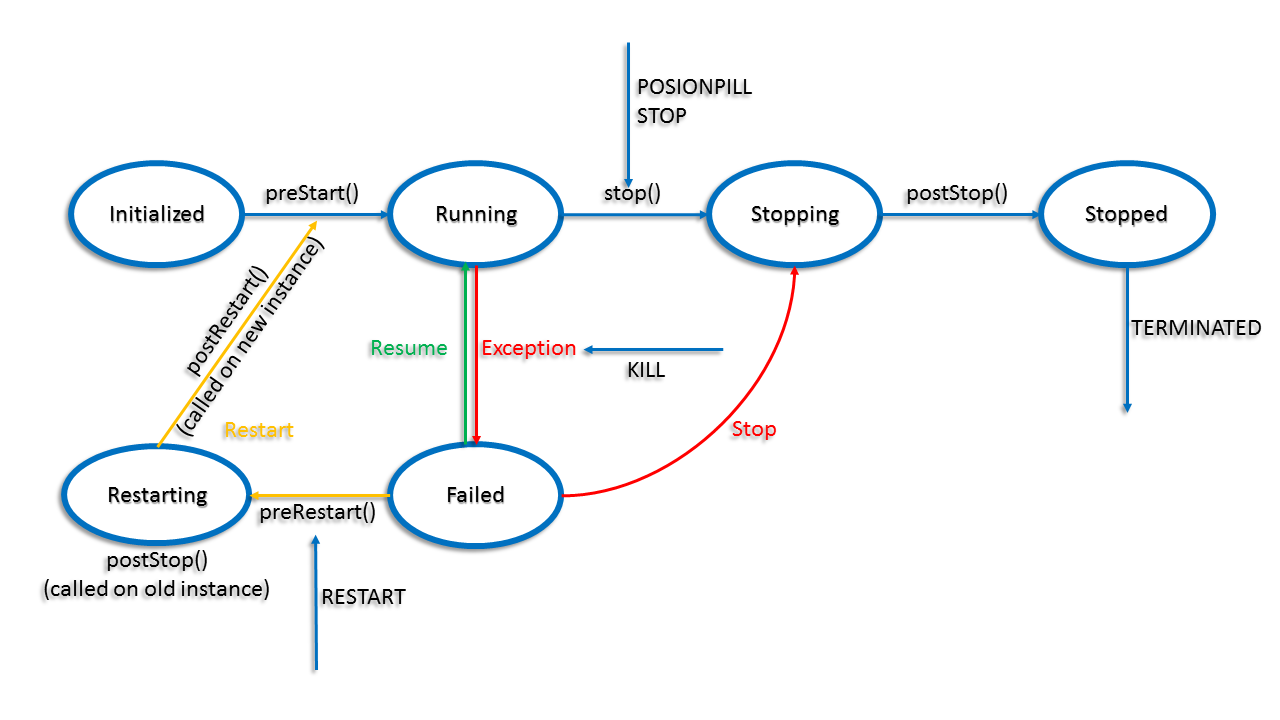 POSIONPILL
STOP
preStart()
stop()
postStop()
Initialized
Running
Stopping
Stopped
postRestart()
(called on new instance)
TERMINATED
Resume
Exception
KILL
Restart
Stop
Restarting
Failed
preRestart()
postStop()
(called on old instance)
RESTART